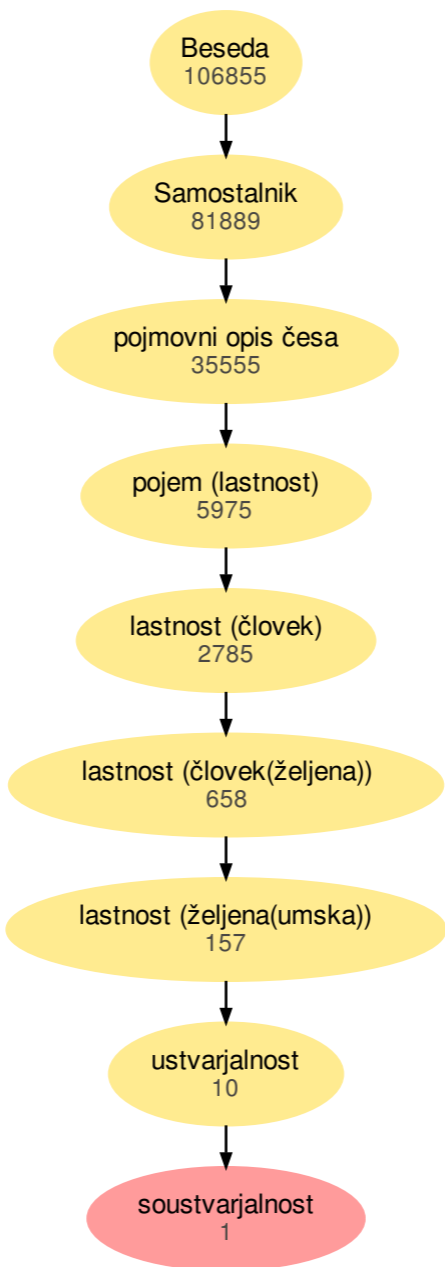 Beseda
106855
Samostalnik
81889
pojmovni opis česa
35555
pojem (lastnost)
5975
lastnost (človek)
2785
lastnost (človek(željena))
658
lastnost (željena(umska))
157
ustvarjalnost
10
soustvarjalnost
1